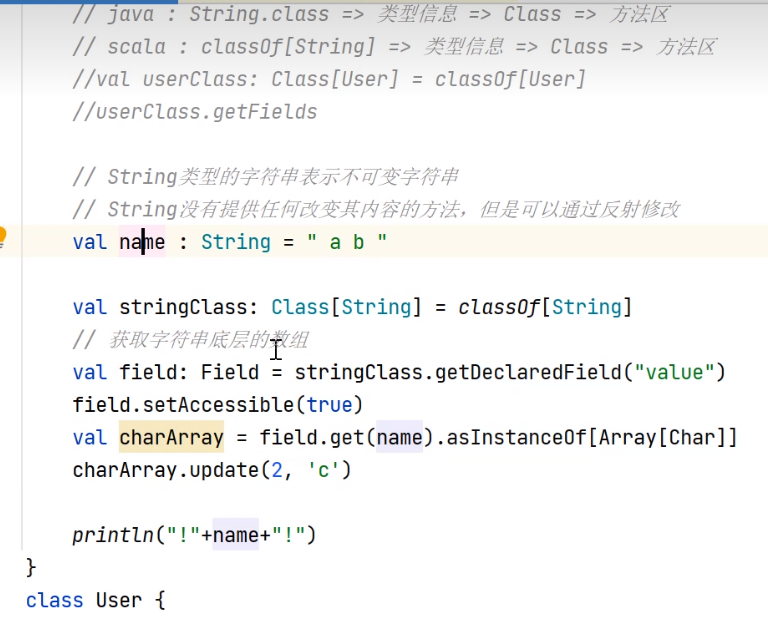 // java : String.class => 类型信息 => Class => 方法区
// scala : classOf[String] => 类型信息 => Class => 方法区
//val userClass: Class[User] = classOf[User]
//userClass.getFields
// String类型的字符串表示不可变字符串
// String没有提供任何改变其内容的方法，但是可以通过反射修改
val name : String = " a b "
val stringClass: Class[String] = classOf[String]
// 获取字符串底层的数组
val field: Field = stringClass.getDeclaredField("value")
field.setAccessible(true)
val charArray = field.get(name).asInstanceOf[Array[Char]]
charArray.update(2, 'c')
println("!"+name+"!")
}
class User {